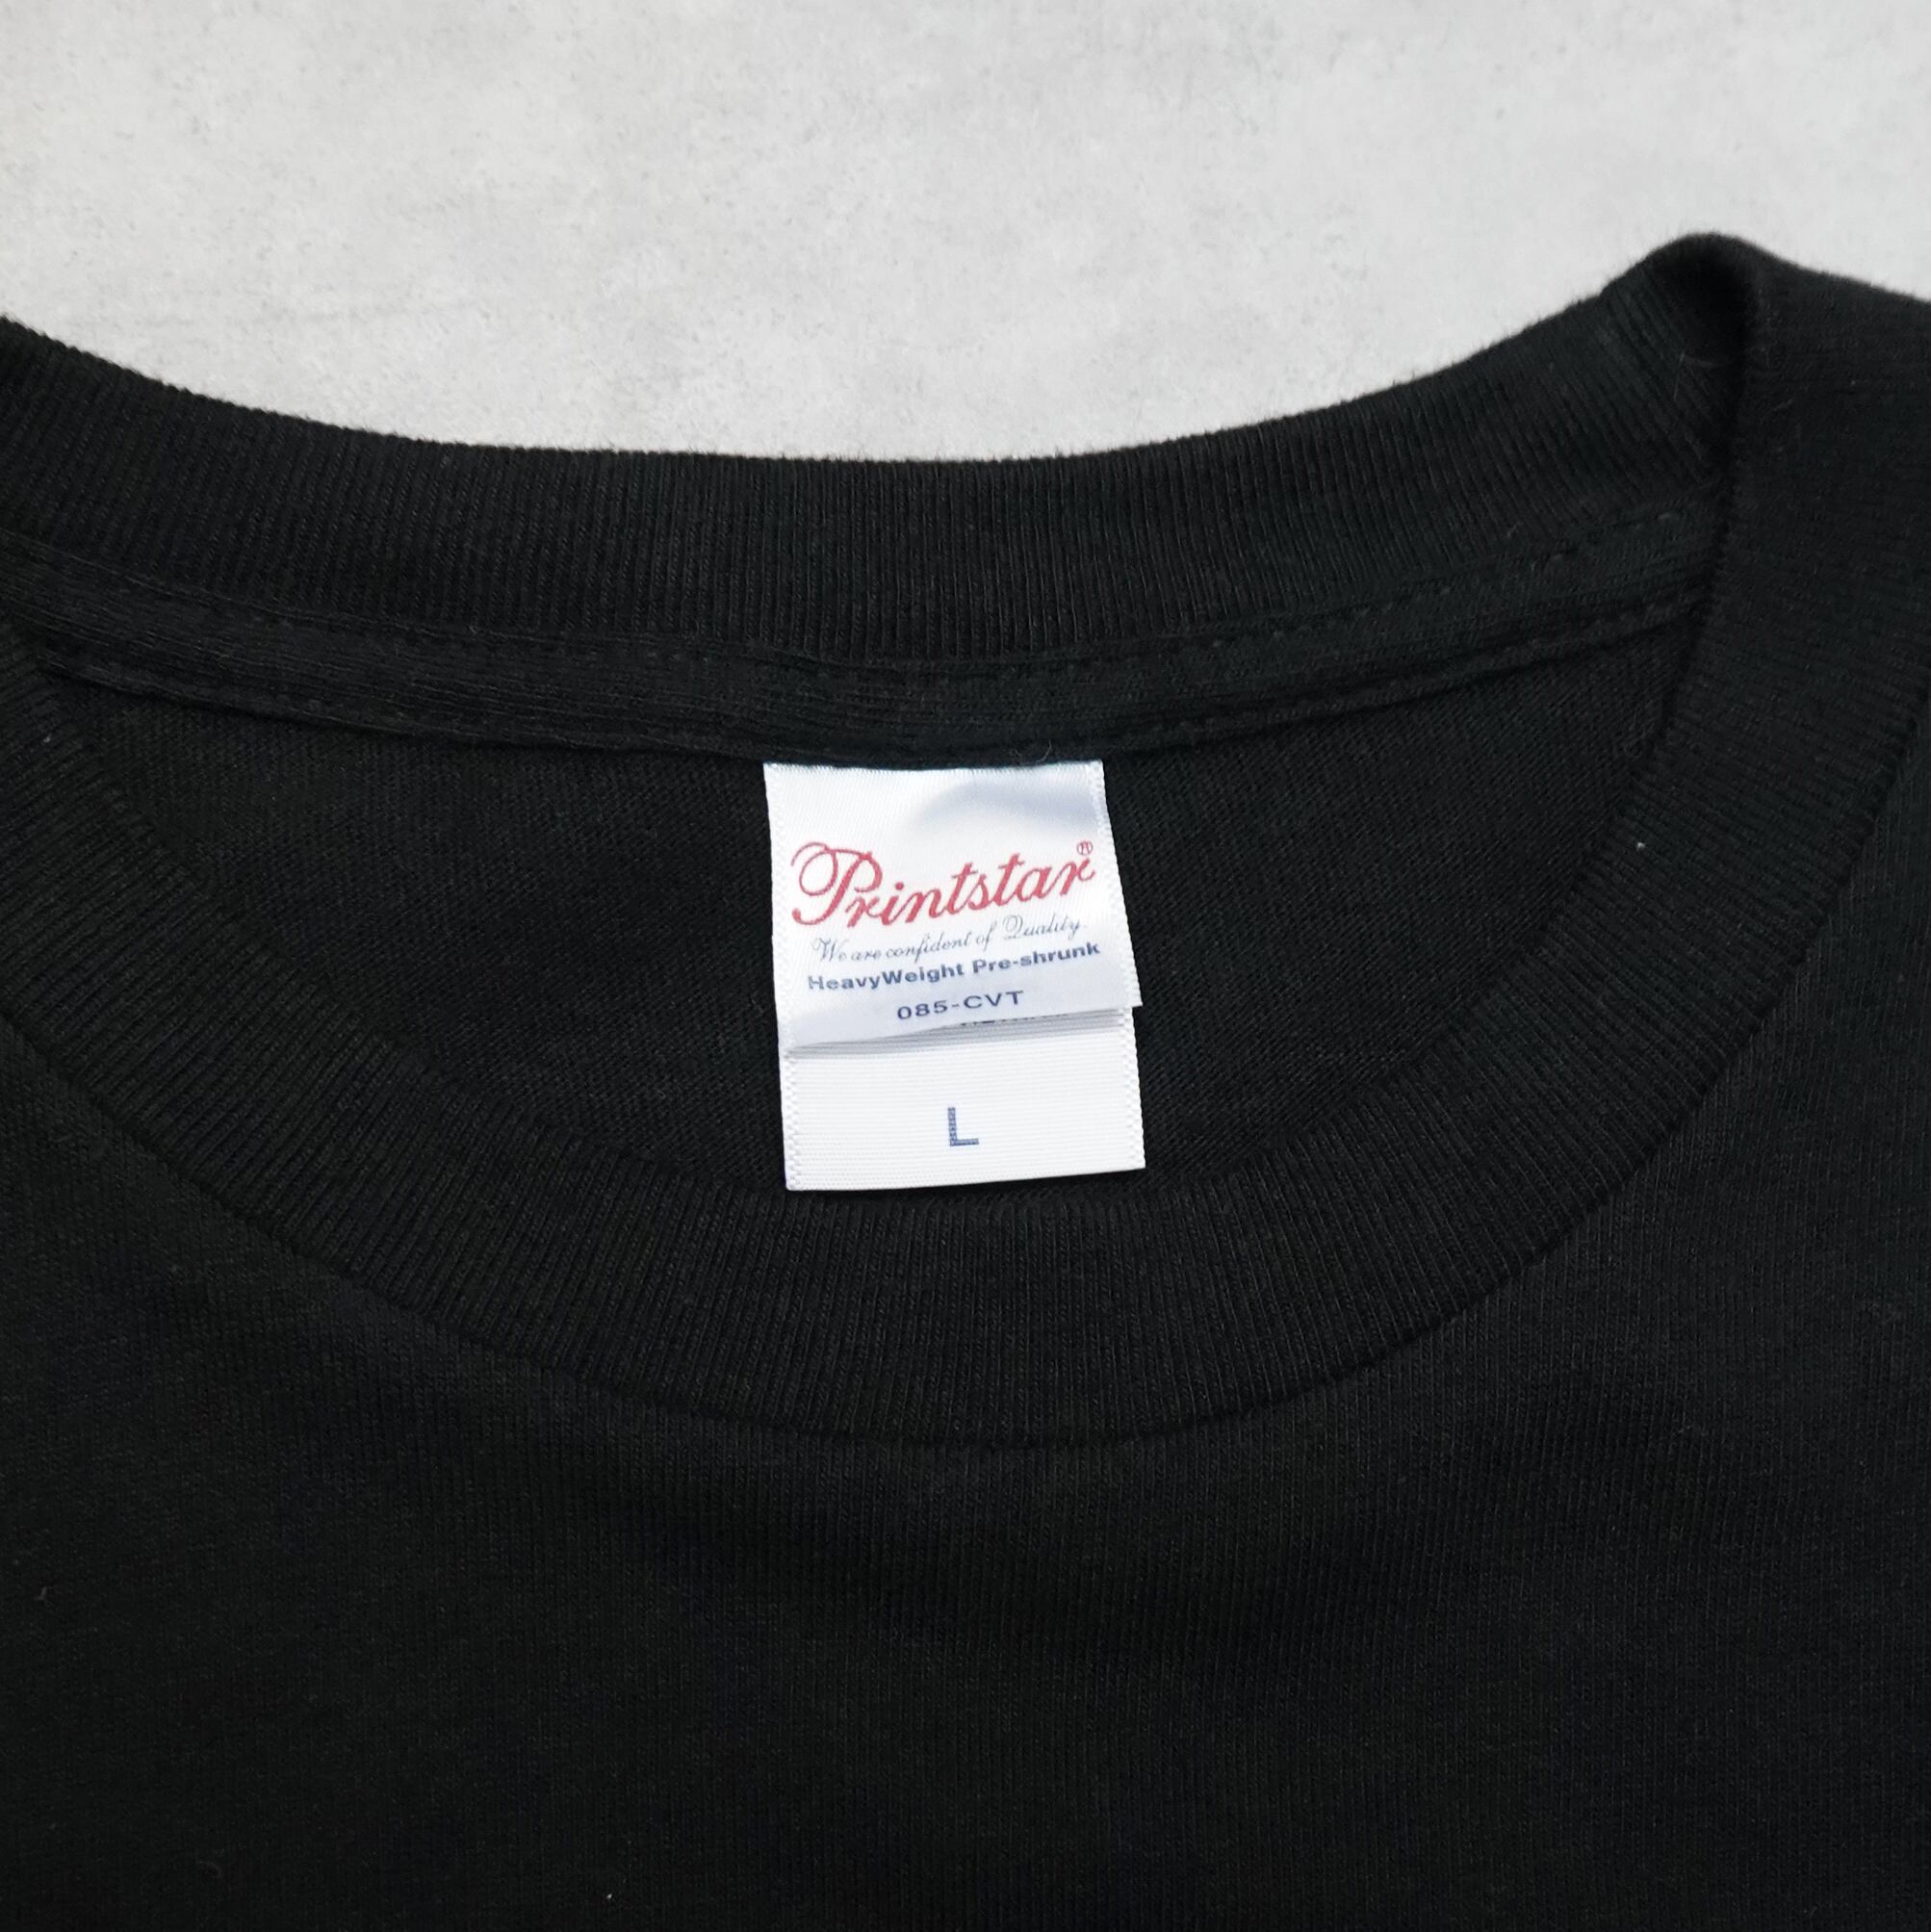 Printstar®
We are confident of Quality.
HeavyWeight Pre-shrunk
085-CVT
L